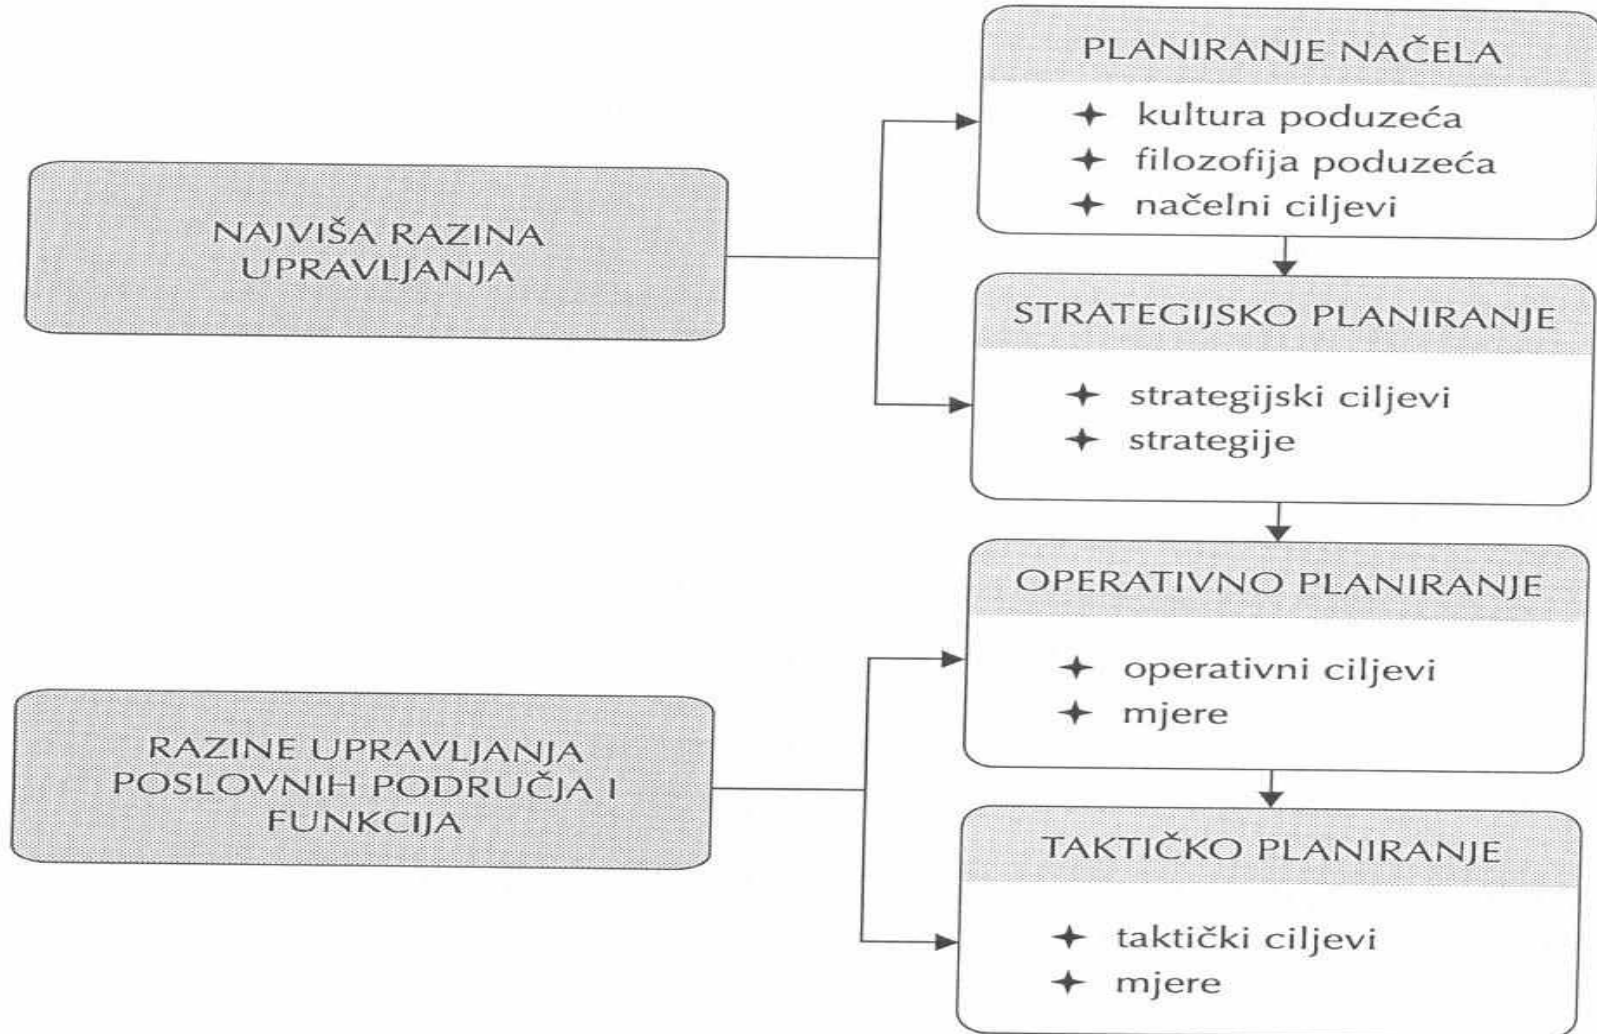 PLANIRANJE NAČELA
kultura poduzeća
filozofija poduzeća
načelni ciljevi
NAJVIŠA RAZINA
UPRAVLJANJA
STRATEGIJSKO PLANIRANJE
strategijski ciljevi
strategije
OPERATIVNO PLANIRANJE
operativni ciljevi
mjere
RAZINE UPRAVLJANJA
POSLOVNIH PODRUČJA I
FUNKCIJA
TAKTIČKO PLANIRANJE
taktički ciljevi
mjere